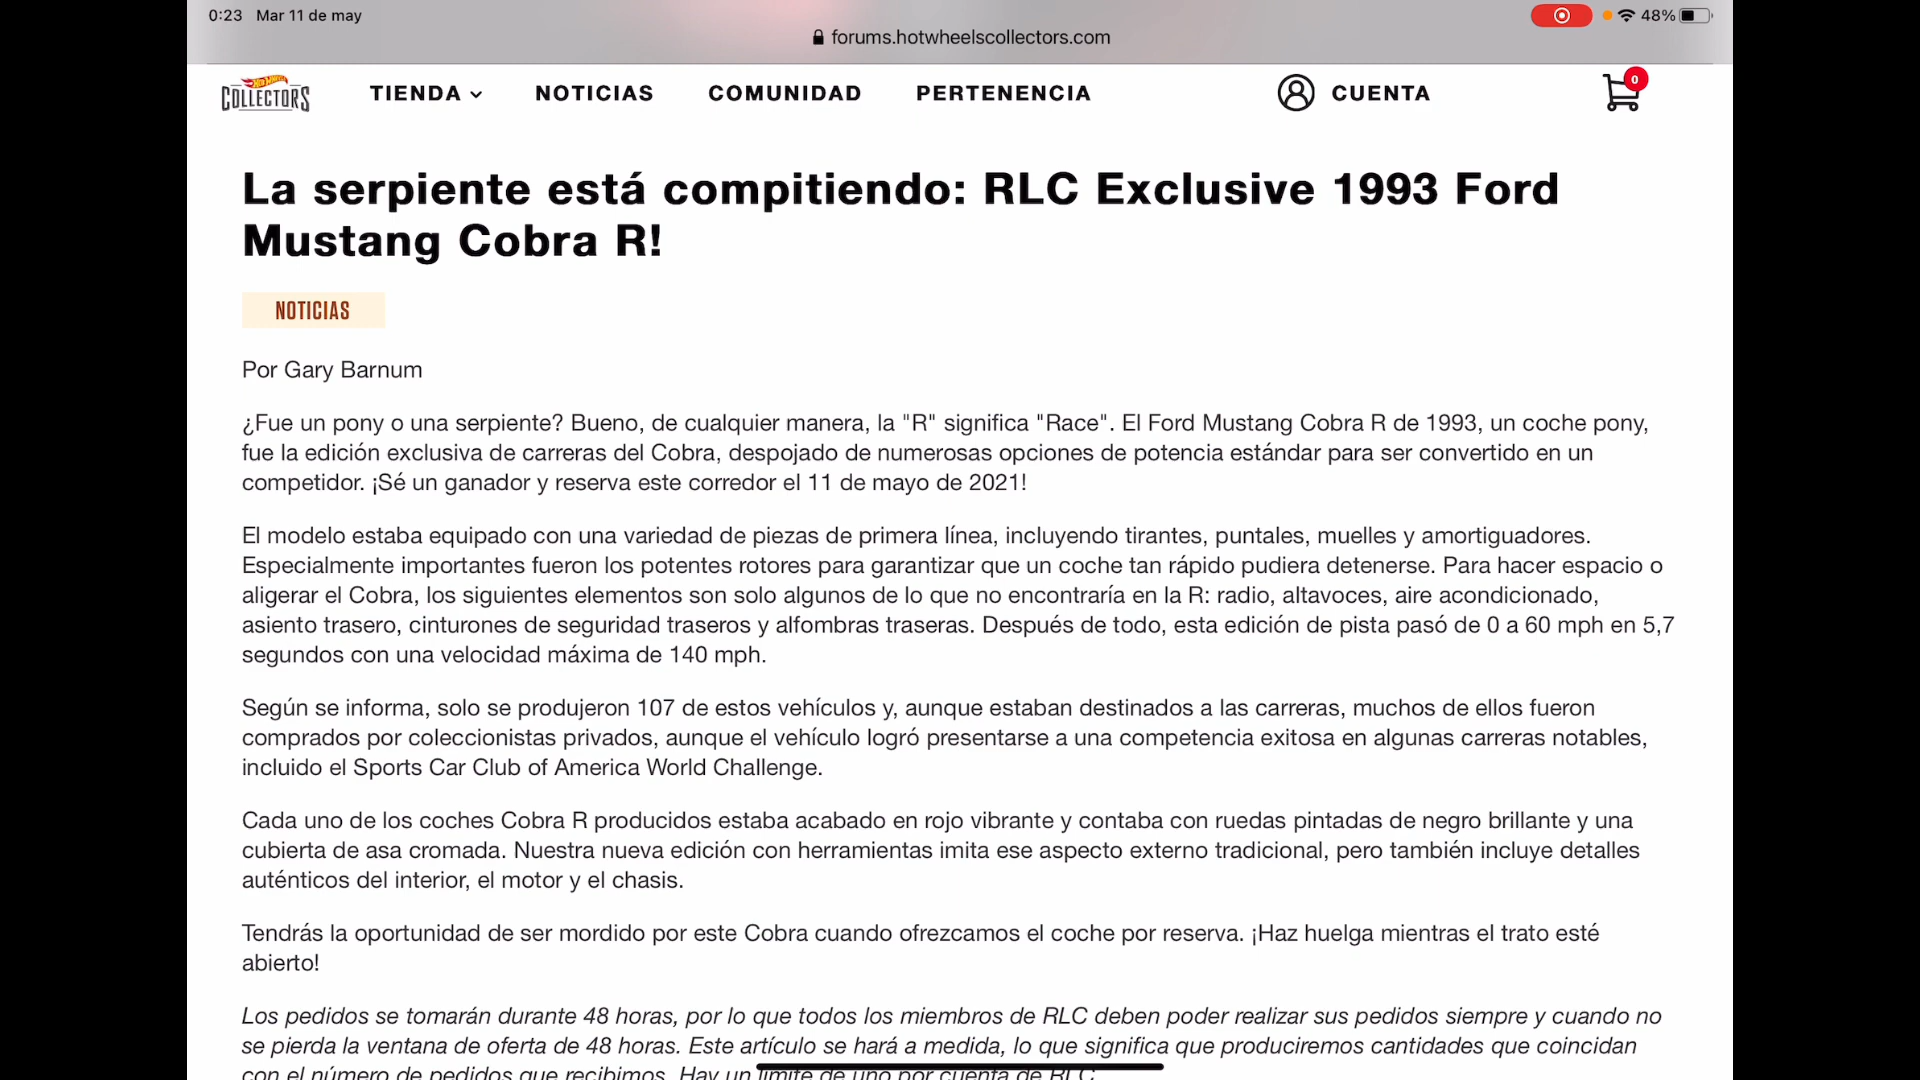 0:23 Mar 11 de may
48%
forums.hotwheelscollectors.com
Hot Wheels
COLLECTORS
TIENDA
NOTICIAS
COMUNIDAD
PERTENENCIA
CUENTA
0
La serpiente está compitiendo: RLC Exclusive 1993 Ford
Mustang Cobra R!
NOTICIAS
Por Gary Barnum
¿Fue un pony o una serpiente? Bueno, de cualquier manera, la "R" significa "Race". El Ford Mustang Cobra R de 1993, un coche pony,
fue la edición exclusiva de carreras del Cobra, despojado de numerosas opciones de potencia estándar para ser convertido en un
competidor. ¡Sé un ganador y reserva este corredor el 11 de mayo de 2021!
El modelo estaba equipado con una variedad de piezas de primera línea, incluyendo tirantes, puntales, muelles y amortiguadores.
Especialmente importantes fueron los potentes rotores para garantizar que un coche tan rápido pudiera detenerse. Para hacer espacio o
aligerar el Cobra, los siguientes elementos son solo algunos de lo que no encontraría en la R: radio, altavoces, aire acondicionado,
asiento trasero, cinturones de seguridad traseros y alfombras traseras. Después de todo, esta edición de pista pasó de 0 a 60 mph en 5,7
segundos con una velocidad máxima de 140 mph.
Según se informa, solo se produjeron 107 de estos vehículos y, aunque estaban destinados a las carreras, muchos de ellos fueron
comprados por coleccionistas privados, aunque el vehículo logró presentarse a una competencia exitosa en algunas carreras notables,
incluido el Sports Car Club of America World Challenge.
Cada uno de los coches Cobra R producidos estaba acabado en rojo vibrante y contaba con ruedas pintadas de negro brillante y una
cubierta de asa cromada. Nuestra nueva edición con herramientas imita ese aspecto externo tradicional, pero también incluye detalles
auténticos del interior, el motor y el chasis.
Tendrás la oportunidad de ser mordido por este Cobra cuando ofrezcamos el coche por reserva. ¡Haz huelga mientras el trato esté
abierto!
Los pedidos se tomarán durante 48 horas, por lo que todos los miembros de RLC deben poder realizar sus pedidos siempre y cuando no
se pierda la ventana de oferta de 48 horas. Este artículo se hará a medida, lo que significa que produciremos cantidades que coincidan
con el número de pedidos que recibimos. Hay un límite de uno por cuenta de RLC.